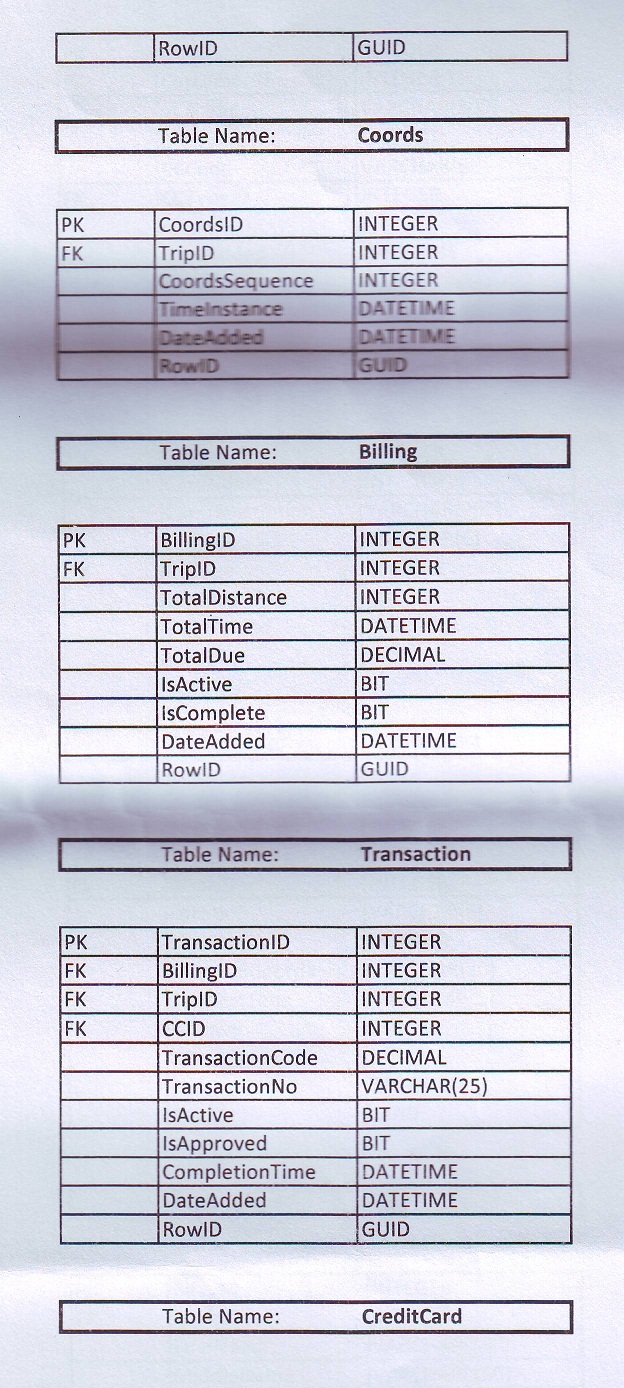 RowID GUID
Table Name: Coords
PK CoordsID INTEGER
FK TripID INTEGER
CoordsSequence INTEGER
TimeInstance DATETIME
DateAdded DATETIME
RowID GUID
Table Name: Billing
PK BillingID INTEGER
FK TripID INTEGER
TotalDistance INTEGER
TotalTime DATETIME
TotalDue DECIMAL
IsActive BIT
IsComplete BIT
DateAdded DATETIME
RowID GUID
Table Name: Transaction
PK TransactionID INTEGER
FK BillingID INTEGER
FK TripID INTEGER
FK CCID INTEGER
TransactionCode DECIMAL
TransactionNo VARCHAR(25)
IsActive BIT
IsApproved BIT
CompletionTime DATETIME
DateAdded DATETIME
RowID GUID
Table Name: CreditCard